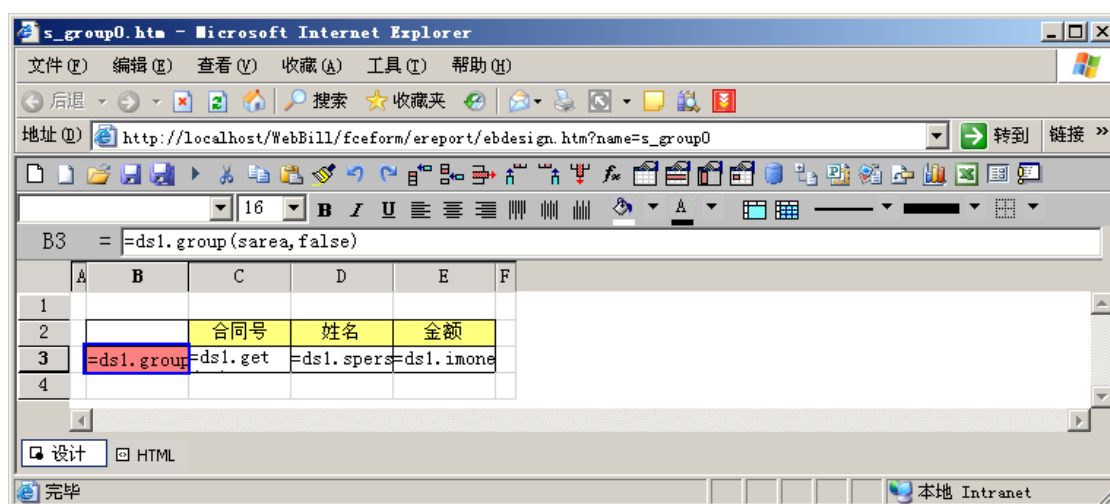 s_group0.htm - Microsoft Internet Explorer
文件(F) 编辑(E) 查看(V) 收藏(A) 工具(T) 帮助(H)
后退 搜索 收藏夹
地址(D) http://localhost/WebBill/fceform/ereport/ebdesign.htm?name=s_group0 转到 链接 »
16 B I U A
B3 = =ds1.group(sarea,false)
A B C D E F
1
2 合同号 姓名 金额
3 =ds1.group =ds1.get =ds1.spers =ds1.imone
4
设计 HTML
完毕 本地 Intranet